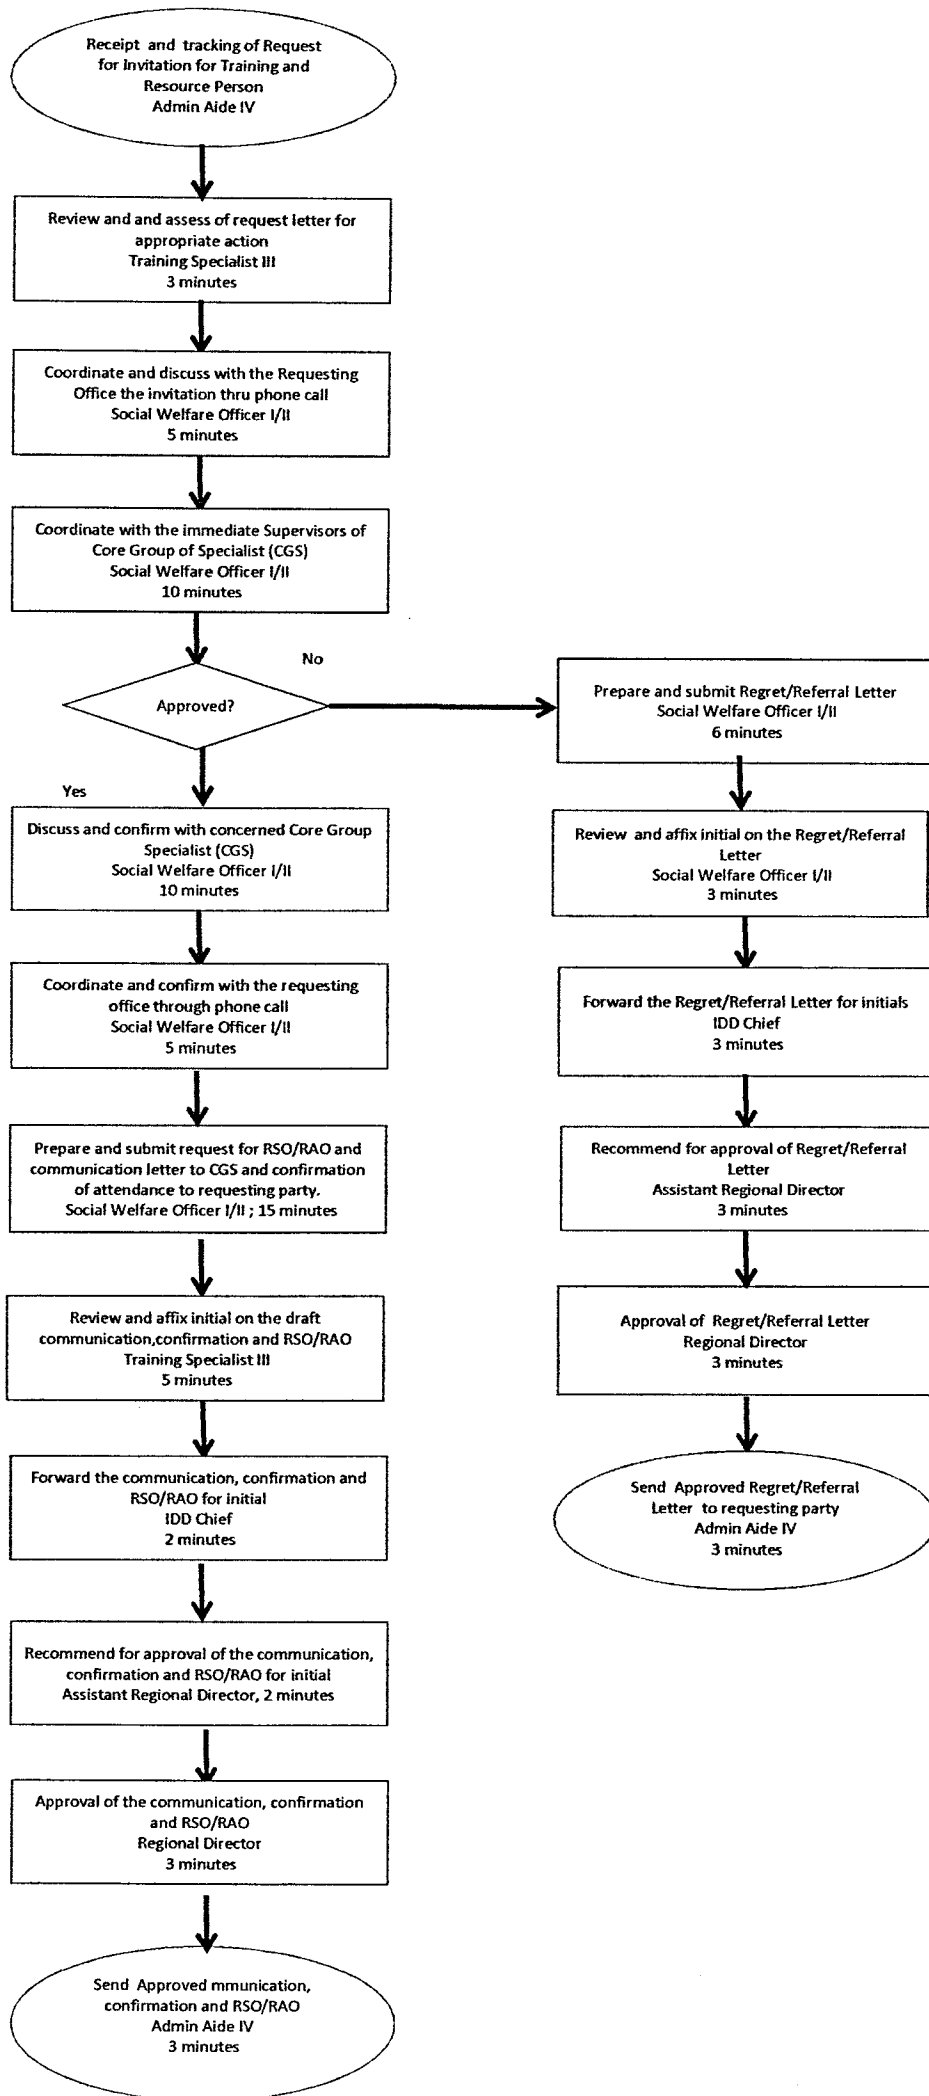 Receipt and tracking of Request
for Invitation for Training and
Resource Person
Admin Aide IV
Review and and assess of request letter for
appropriate action
Training Specialist III
3 minutes
Coordinate and discuss with the Requesting
Office the invitation thru phone call
Social Welfare Officer I/II
5 minutes
Coordinate with the immediate Supervisors of
Core Group of Specialist (CGS)
Social Welfare Officer I/II
10 minutes
Approved?
No
Yes
Discuss and confirm with concerned Core Group
Specialist (CGS)
Social Welfare Officer I/II
10 minutes
Coordinate and confirm with the requesting
office through phone call
Social Welfare Officer I/II
5 minutes
Prepare and submit request for RSO/RAO and
communication letter to CGS and confirmation
of attendance to requesting party.
Social Welfare Officer I/II ; 15 minutes
Review and affix initial on the draft
communication,confirmation and RSO/RAO
Training Specialist III
5 minutes
Forward the communication, confirmation and
RSO/RAO for initial
IDD Chief
2 minutes
Recommend for approval of the communication,
confirmation and RSO/RAO for initial
Assistant Regional Director, 2 minutes
Approval of the communication, confirmation
and RSO/RAO
Regional Director
3 minutes
Send Approved mmunication,
confirmation and RSO/RAO
Admin Aide IV
3 minutes
Prepare and submit Regret/Referral Letter
Social Welfare Officer I/II
6 minutes
Review and affix initial on the Regret/Referral
Letter
Social Welfare Officer I/II
3 minutes
Forward the Regret/Referral Letter for initials
IDD Chief
3 minutes
Recommend for approval of Regret/Referral
Letter
Assistant Regional Director
3 minutes
Approval of Regret/Referral Letter
Regional Director
3 minutes
Send Approved Regret/Referral
Letter to requesting party
Admin Aide IV
3 minutes